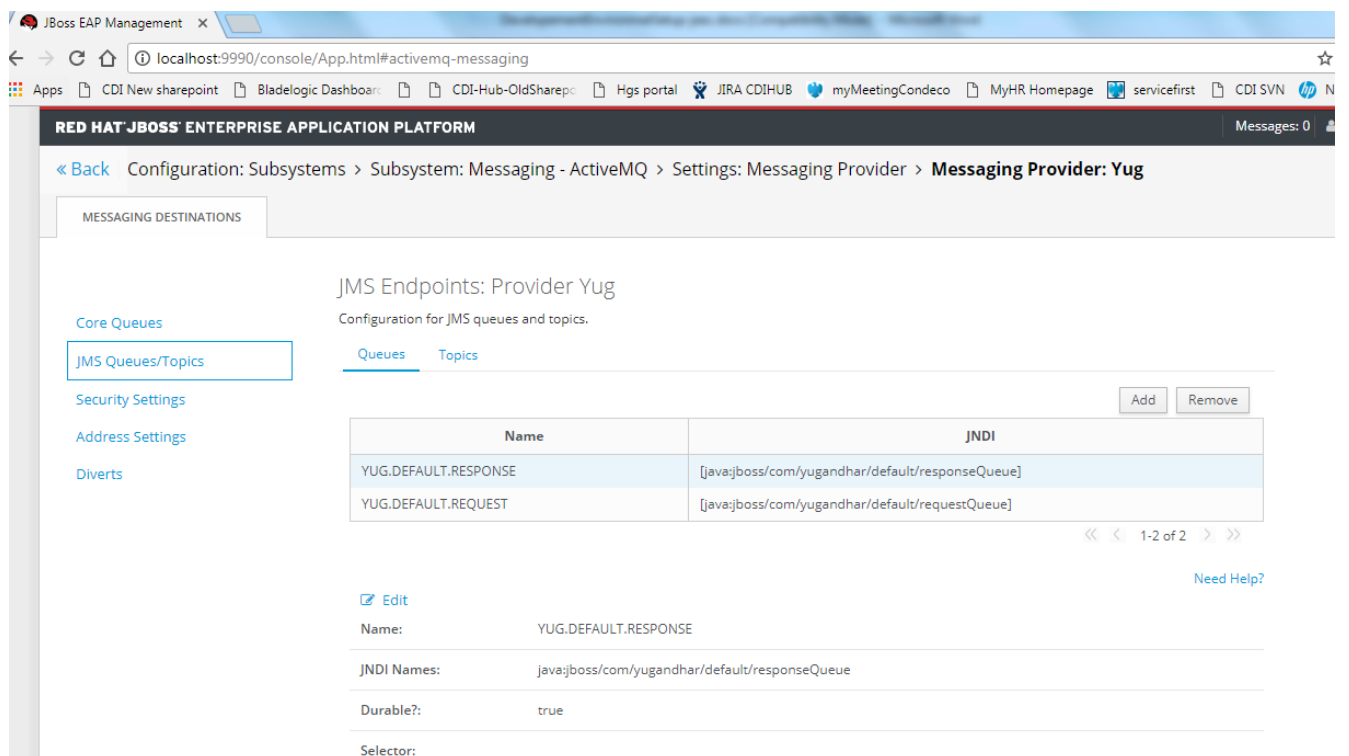 JBoss EAP Management
localhost:9990/console/App.html#activemq-messaging
Apps CDI New sharepoint Bladelogic Dashboard CDI-Hub-OldSharepo Hgs portal JIRA CDIHUB myMeetingCondeco MyHR Homepage servicefirst CDI SVN N
RED HAT JBOSS ENTERPRISE APPLICATION PLATFORM Messages: 0
« Back Configuration: Subsystems > Subsystem: Messaging - ActiveMQ > Settings: Messaging Provider > Messaging Provider: Yug
MESSAGING DESTINATIONS
JMS Endpoints: Provider Yug
Configuration for JMS queues and topics.
Core Queues
JMS Queues/Topics
Security Settings
Address Settings
Diverts
Queues Topics
Add Remove
Name JNDI
YUG.DEFAULT.RESPONSE [java:jboss/com/yugandhar/default/responseQueue]
YUG.DEFAULT.REQUEST [java:jboss/com/yugandhar/default/requestQueue]
1-2 of 2
Need Help?
Edit
Name: YUG.DEFAULT.RESPONSE
JNDI Names: java:jboss/com/yugandhar/default/responseQueue
Durable?: true
Selector: